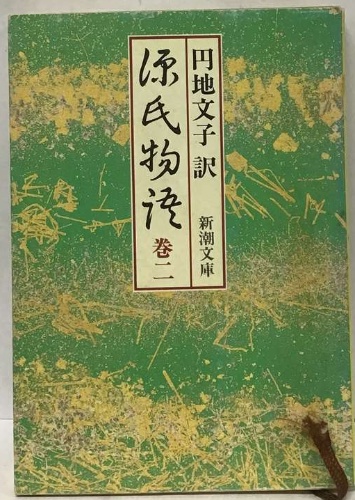 円地文子 訳
源氏物語
巻二
新潮文庫